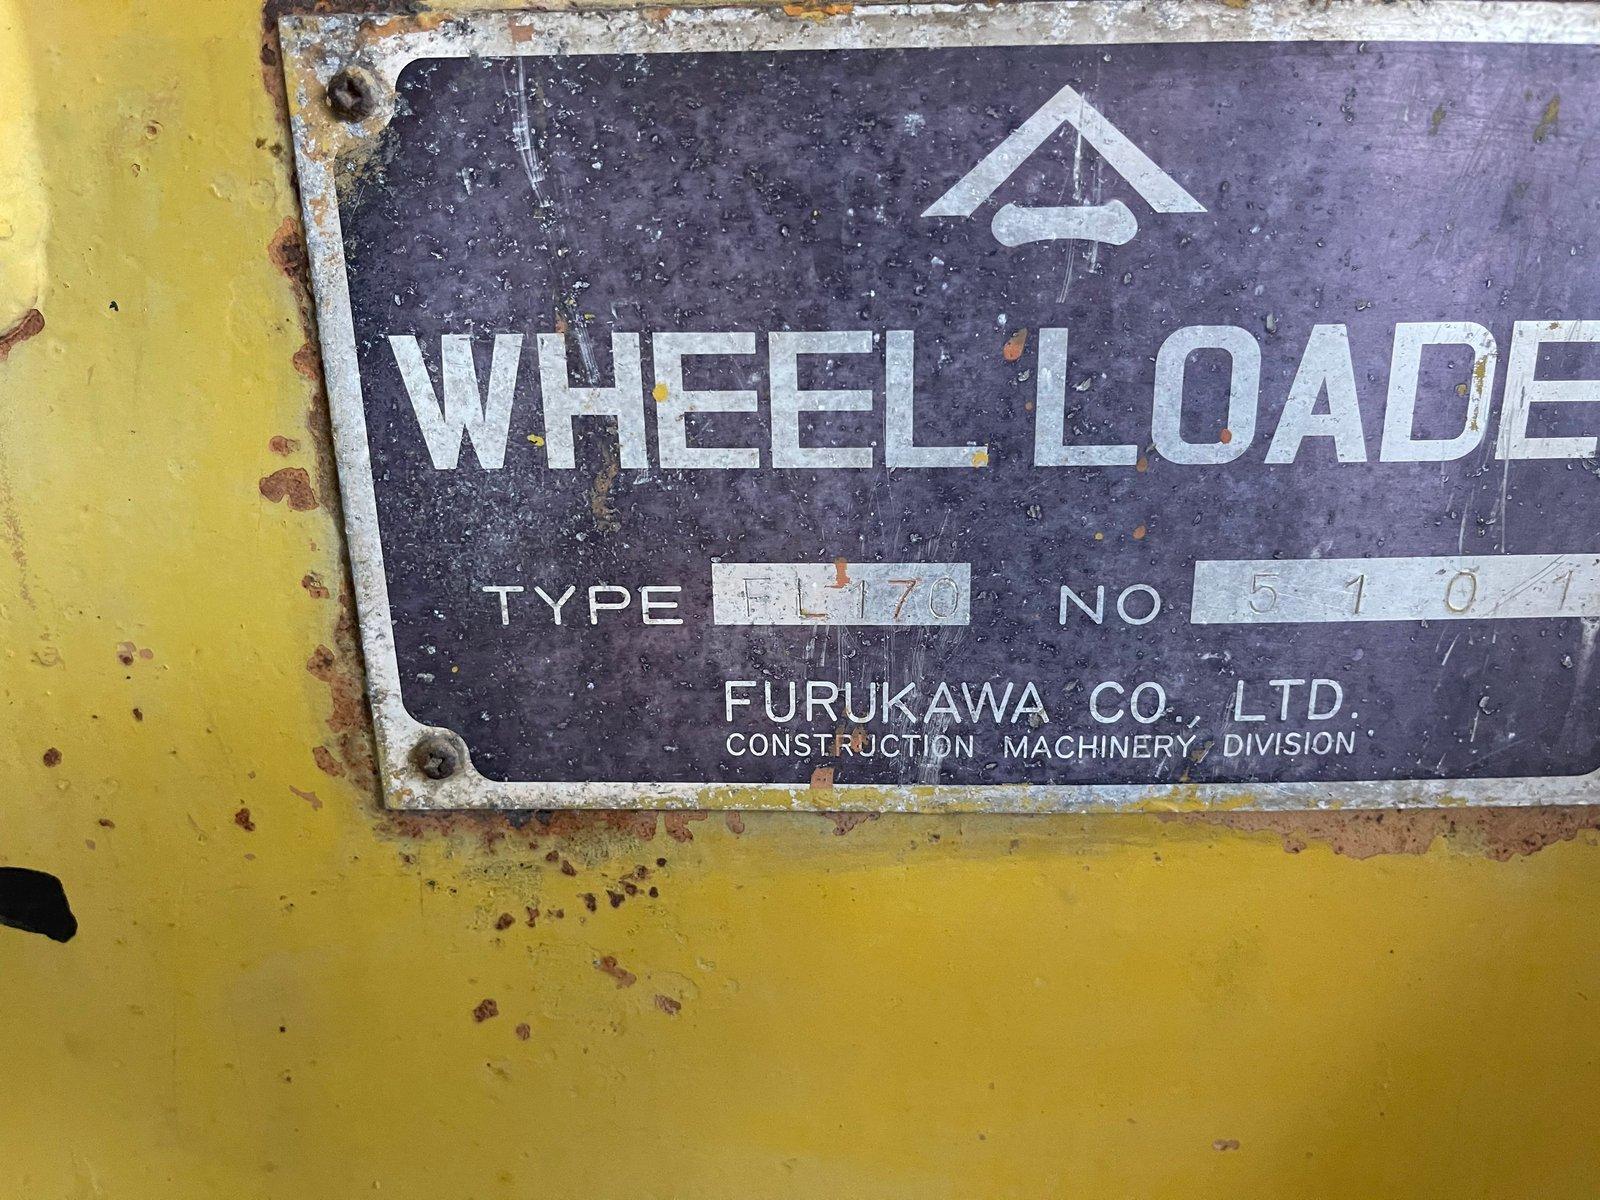 WHEEL LOADE
TYPE FL170 NO 5101
FURUKAWA CO., LTD.
CONSTRUCTION MACHINERY DIVISION